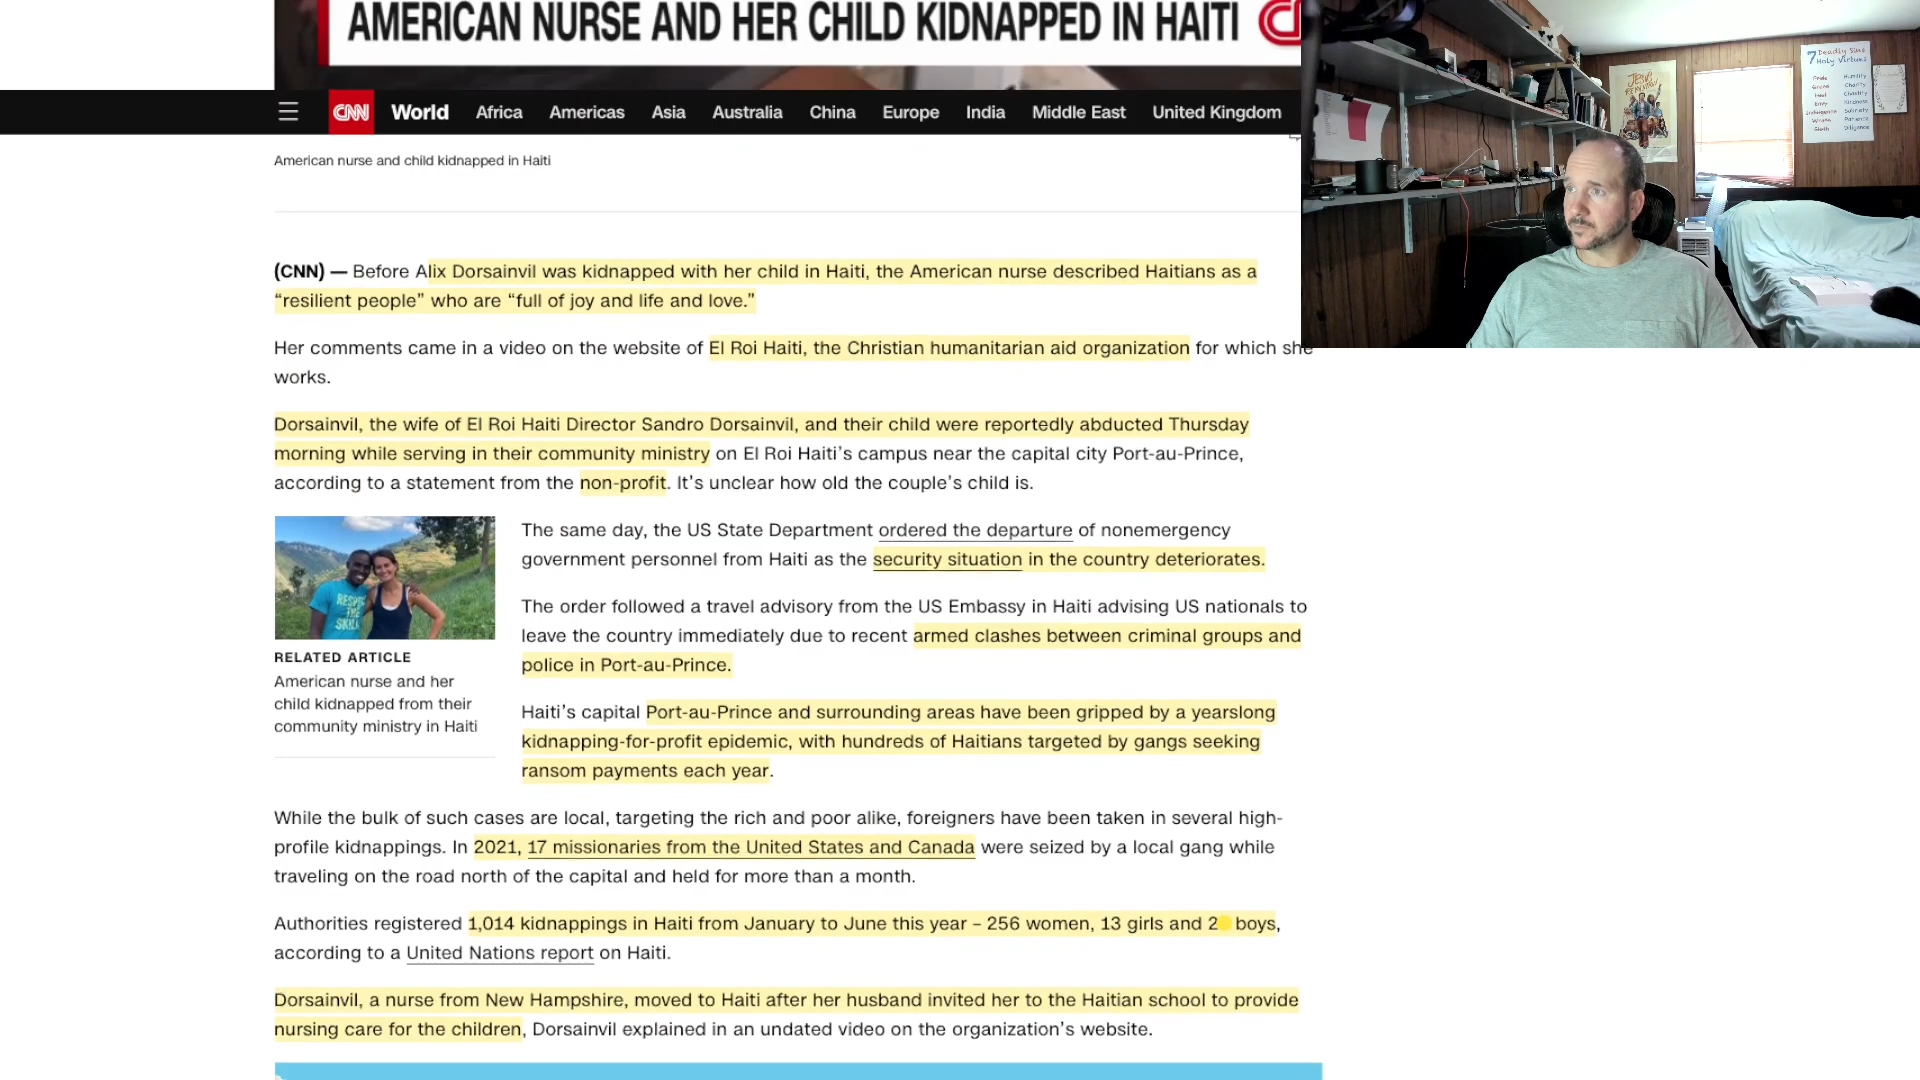 AMERICAN NURSE AND HER CHILD KIDNAPPED IN HAITI
CNN World Africa Americas Asia Australia China Europe India Middle East United Kingdom
American nurse and child kidnapped in Haiti
(CNN) — Before Alix Dorsainvil was kidnapped with her child in Haiti, the American nurse described Haitians as a
“resilient people” who are “full of joy and life and love.”
Her comments came in a video on the website of El Roi Haiti, the Christian humanitarian aid organization for which she
works.
Dorsainvil, the wife of El Roi Haiti Director Sandro Dorsainvil, and their child were reportedly abducted Thursday
morning while serving in their community ministry on El Roi Haiti’s campus near the capital city Port-au-Prince,
according to a statement from the non-profit. It’s unclear how old the couple’s child is.
The same day, the US State Department ordered the departure of nonemergency
government personnel from Haiti as the security situation in the country deteriorates.
The order followed a travel advisory from the US Embassy in Haiti advising US nationals to
leave the country immediately due to recent armed clashes between criminal groups and
police in Port-au-Prince.
Haiti’s capital Port-au-Prince and surrounding areas have been gripped by a yearslong
kidnapping-for-profit epidemic, with hundreds of Haitians targeted by gangs seeking
ransom payments each year.
RELATED ARTICLE
American nurse and her
child kidnapped from their
community ministry in Haiti
While the bulk of such cases are local, targeting the rich and poor alike, foreigners have been taken in several high-
profile kidnappings. In 2021, 17 missionaries from the United States and Canada were seized by a local gang while
traveling on the road north of the capital and held for more than a month.
Authorities registered 1,014 kidnappings in Haiti from January to June this year – 256 women, 13 girls and boys,
according to a United Nations report on Haiti.
Dorsainvil, a nurse from New Hampshire, moved to Haiti after her husband invited her to the Haitian school to provide
nursing care for the children, Dorsainvil explained in an undated video on the organization’s website.
7 Deadly Sins
Holy Virtues
Pride Humility
Greed Charity
Lust Chastity
Envy Kindness
Wrath Patience
Sloth Diligence